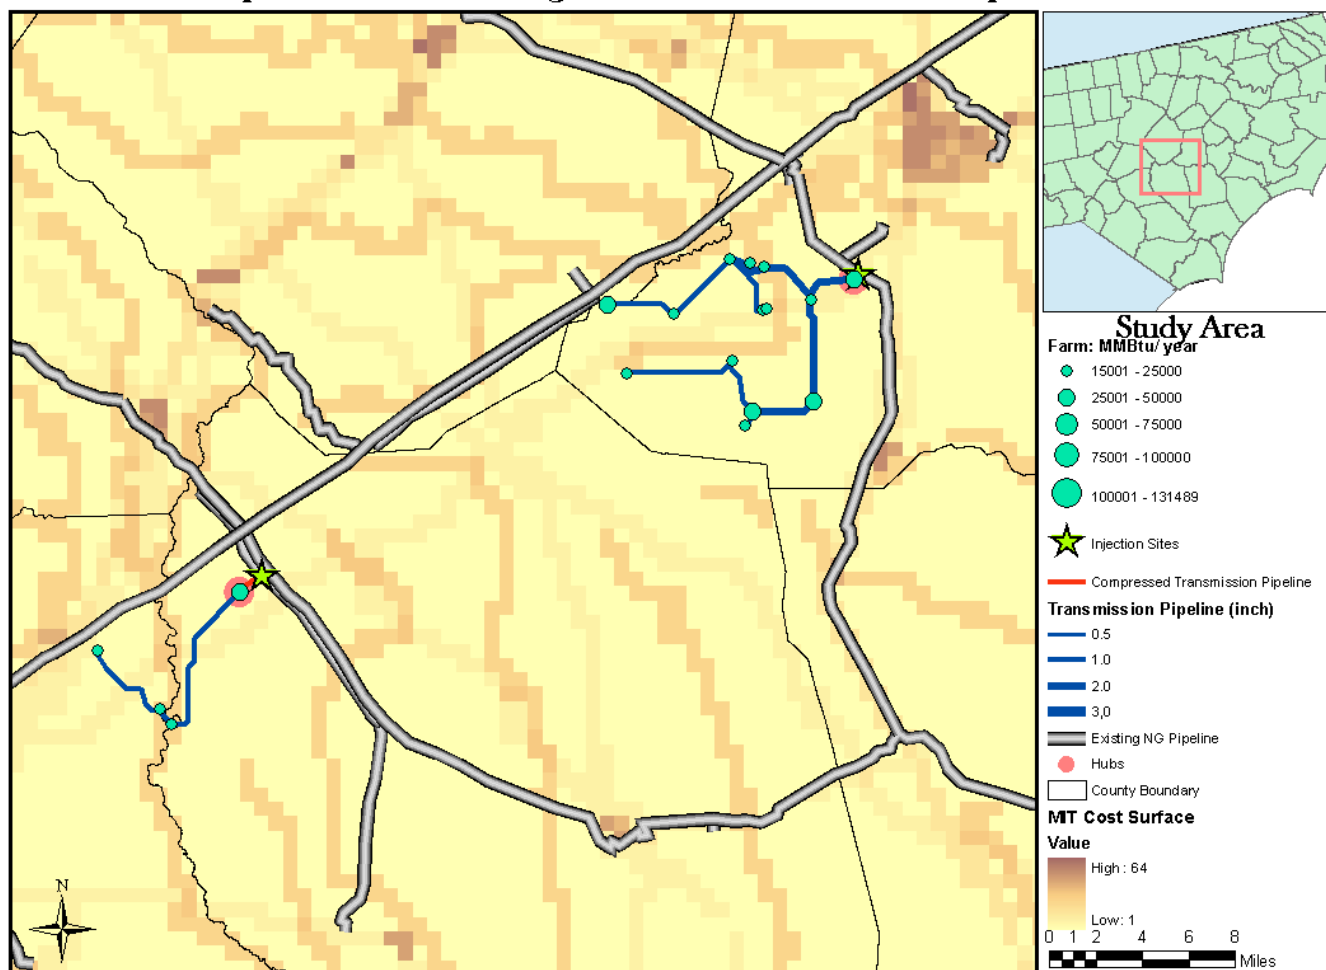 Study Area
Farm: MMBtu/ year
15001 - 25000
25001 - 50000
50001 - 75000
75001 - 100000
100001 - 131489
Injection Sites
Compressed Transmission Pipeline
Transmission Pipeline (inch)
0.5
1.0
2.0
3,0
Existing NG Pipeline
Hubs
County Boundary
MIT Cost Surface
Value
High : 64
Low : 1
0 1 2 4 6 8
Miles
N